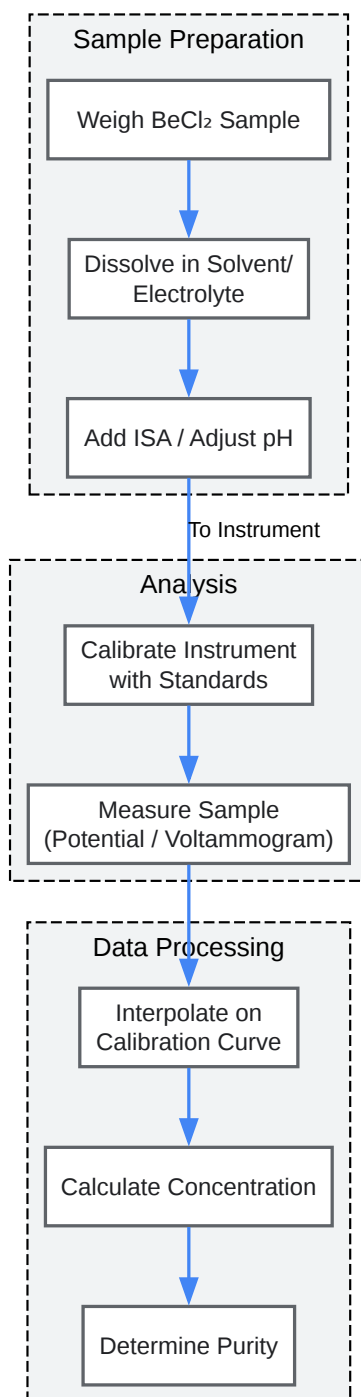 Sample Preparation
Weigh BeCl₂ Sample
Dissolve in Solvent/
Electrolyte
Add ISA / Adjust pH
To Instrument
Analysis
Calibrate Instrument
with Standards
Measure Sample
(Potential / Voltammogram)
Data Processing
Interpolate on
Calibration Curve
Calculate Concentration
Determine Purity